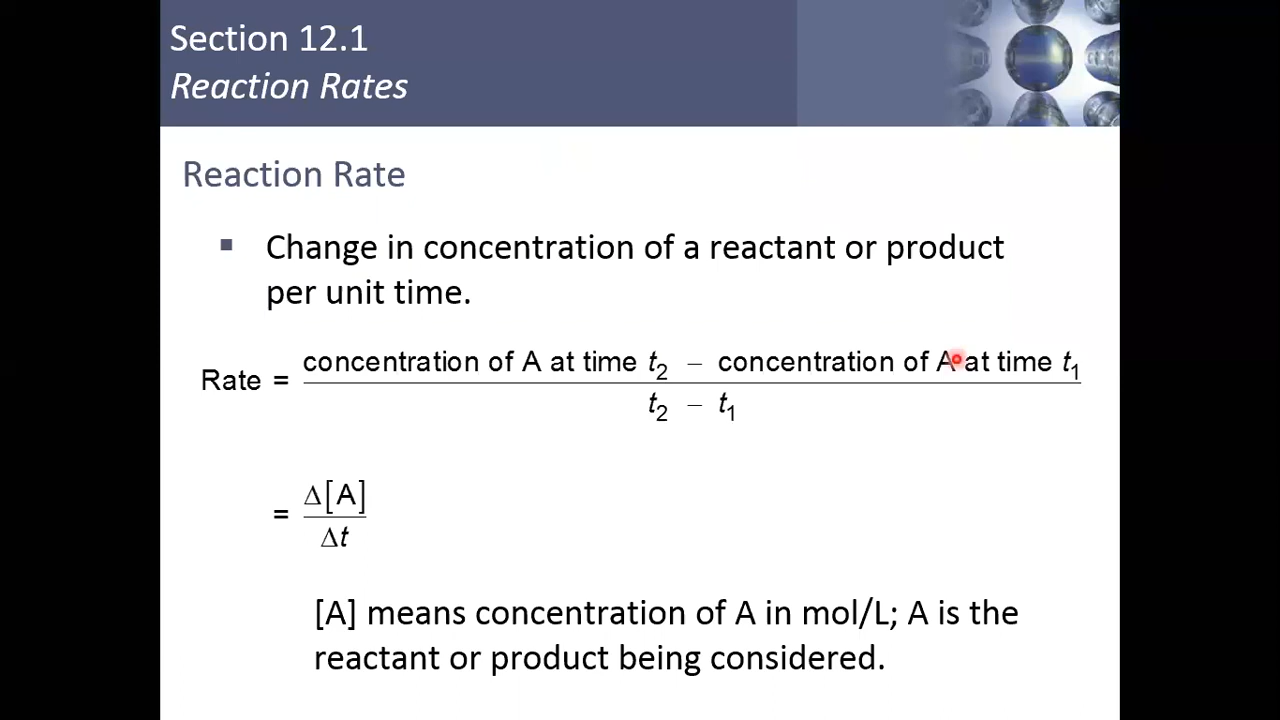 Section 12.1
Reaction Rates
Reaction Rate
▪ Change in concentration of a reactant or product
per unit time.
Rate = (concentration of A at time t₂ – concentration of A at time t₁) / (t₂ – t₁)
= Δ[A] / Δt
[A] means concentration of A in mol/L; A is the
reactant or product being considered.